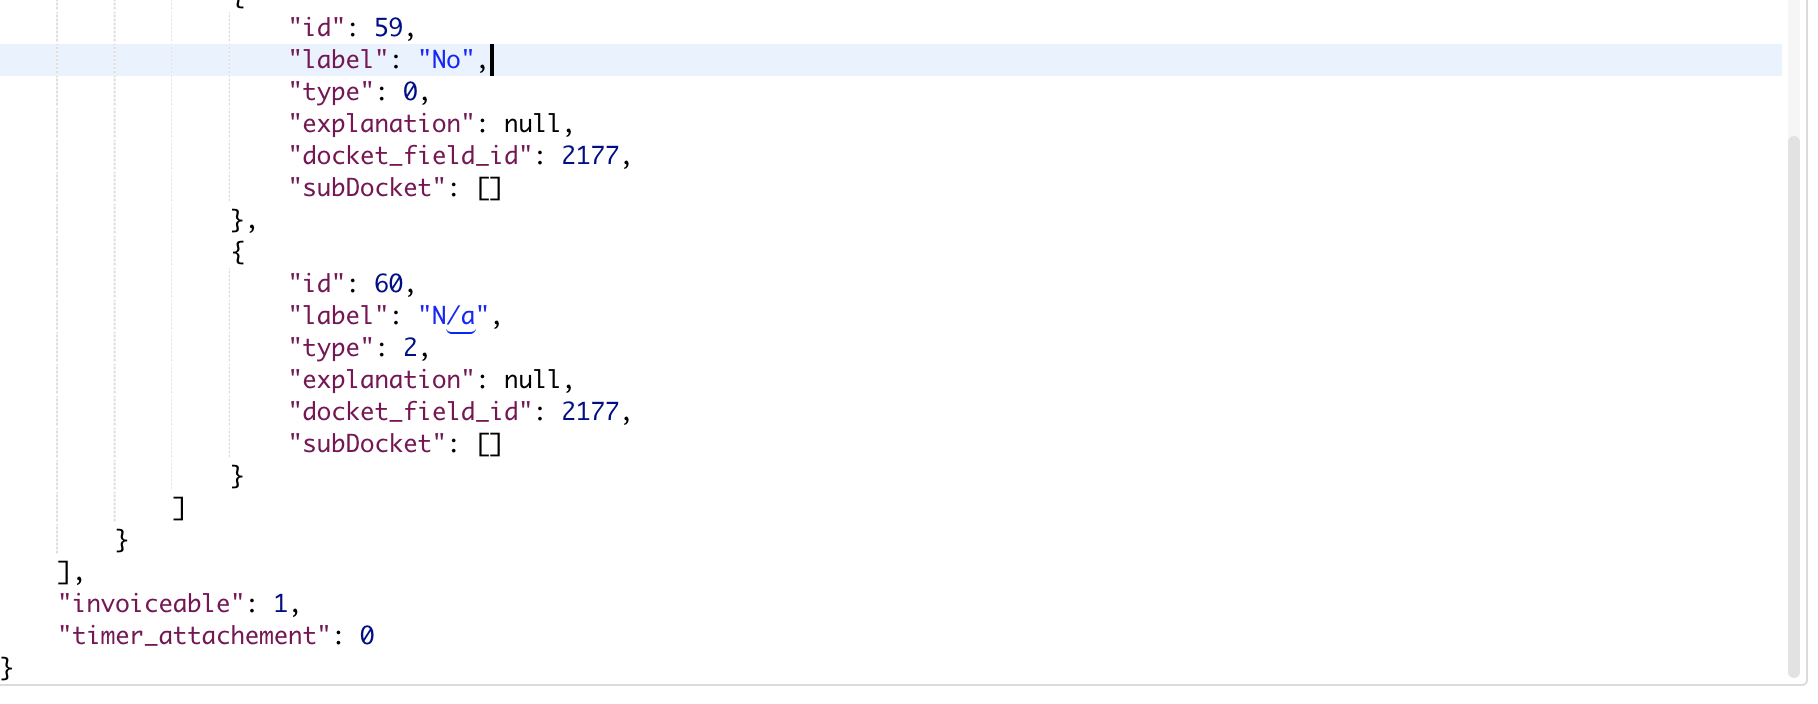 {
"id": 59,
"label": "No",
"type": 0,
"explanation": null,
"docket_field_id": 2177,
"subDocket": []
},
{
"id": 60,
"label": "N/a",
"type": 2,
"explanation": null,
"docket_field_id": 2177,
"subDocket": []
}
]
}
],
"invoiceable": 1,
"timer_attachement": 0
}